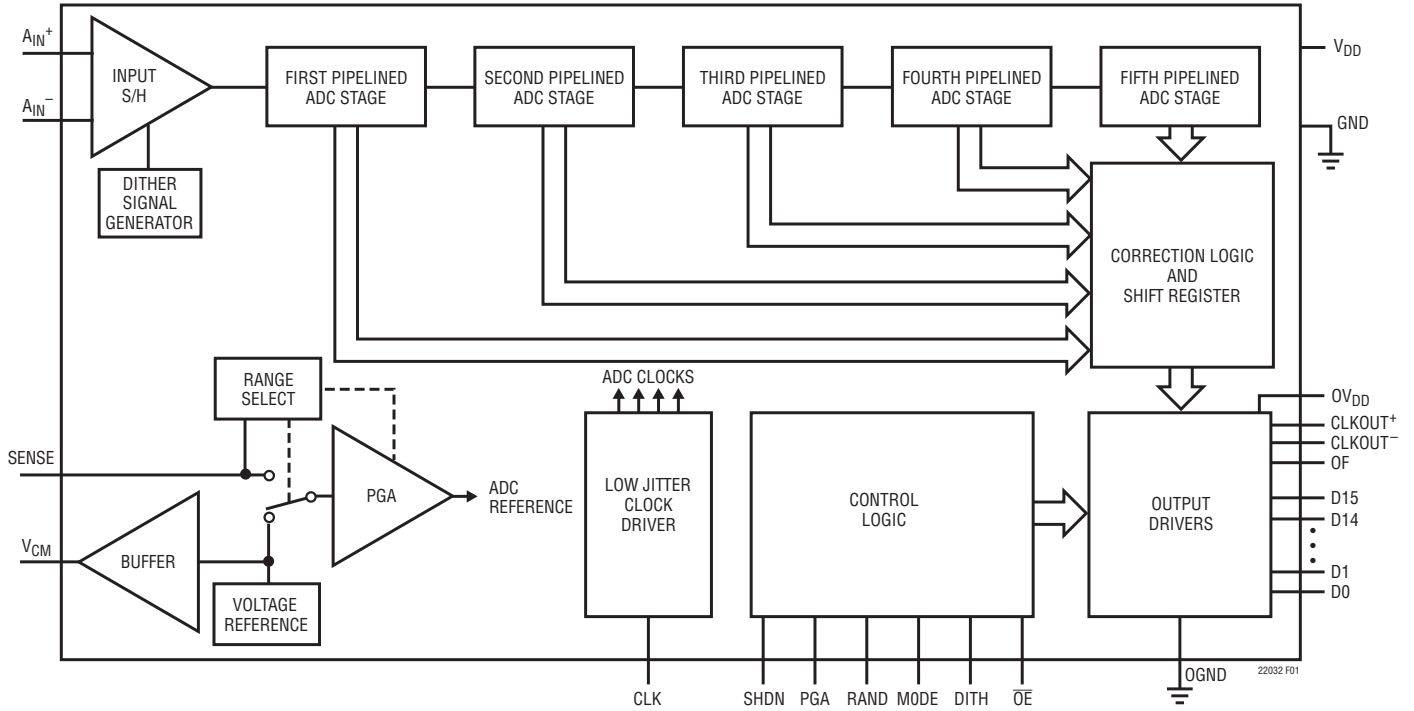 AIN+
AIN−
INPUT
S/H
DITHER
SIGNAL
GENERATOR
FIRST PIPELINED
ADC STAGE
SECOND PIPELINED
ADC STAGE
THIRD PIPELINED
ADC STAGE
FOURTH PIPELINED
ADC STAGE
FIFTH PIPELINED
ADC STAGE
VDD
GND
CORRECTION LOGIC
AND
SHIFT REGISTER
RANGE
SELECT
SENSE
VCM
BUFFER
VOLTAGE
REFERENCE
PGA
ADC
REFERENCE
ADC CLOCKS
LOW JITTER
CLOCK
DRIVER
CONTROL
LOGIC
OUTPUT
DRIVERS
OVDD
CLKOUT+
CLKOUT−
OF
D15
D14
•
•
•
D1
D0
CLK
SHDN
PGA
RAND
MODE
DITH
O̅E̅
OGND
22032 F01